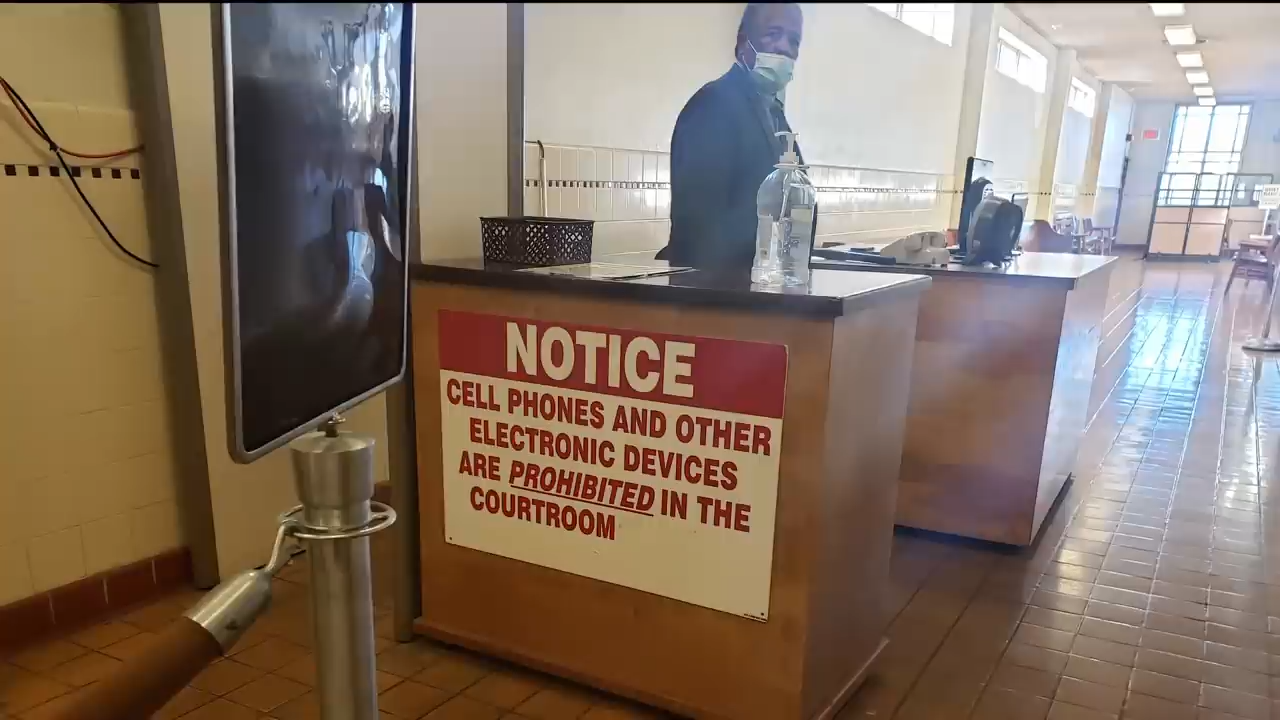 NOTICE
CELL PHONES AND OTHER
ELECTRONIC DEVICES
ARE PROHIBITED IN THE
COURTROOM